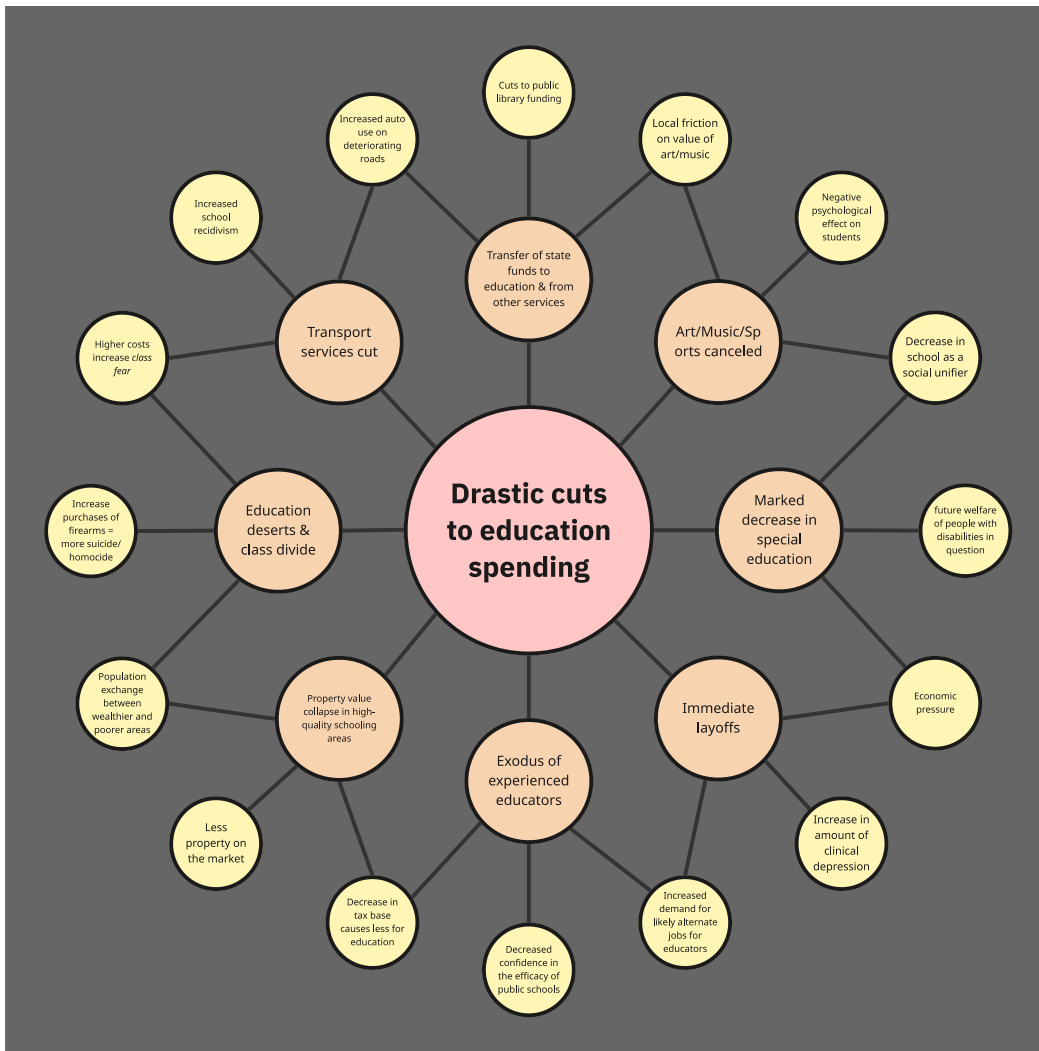 Cuts to public
library funding
Increased auto
use on
deteriorating
roads
Local friction
on value of
art/music
Increased
school
recidivism
Negative
psychological
effect on
students
Transfer of state
funds to
education & from
other services
Transport
services cut
Art/Music/Sp
orts canceled
Higher costs
increase class
fear
Decrease in
school as a
social unifier
Drastic cuts
to education
spending
Education
deserts &
class divide
Marked
decrease in
special
education
Increase
purchases of
firearms =
more suicide/
homocide
future welfare
of people with
disabilities in
question
Population
exchange
between
wealthier and
poorer areas
Property value
collapse in high-
quality schooling
areas
Immediate
layoffs
Economic
pressure
Exodus of
experienced
educators
Less
property on
the market
Increase in
amount of
clinical
depression
Decrease in
tax base
causes less for
education
Increased
demand for
likely alternate
jobs for
educators
Decreased
confidence in
the efficacy of
public schools